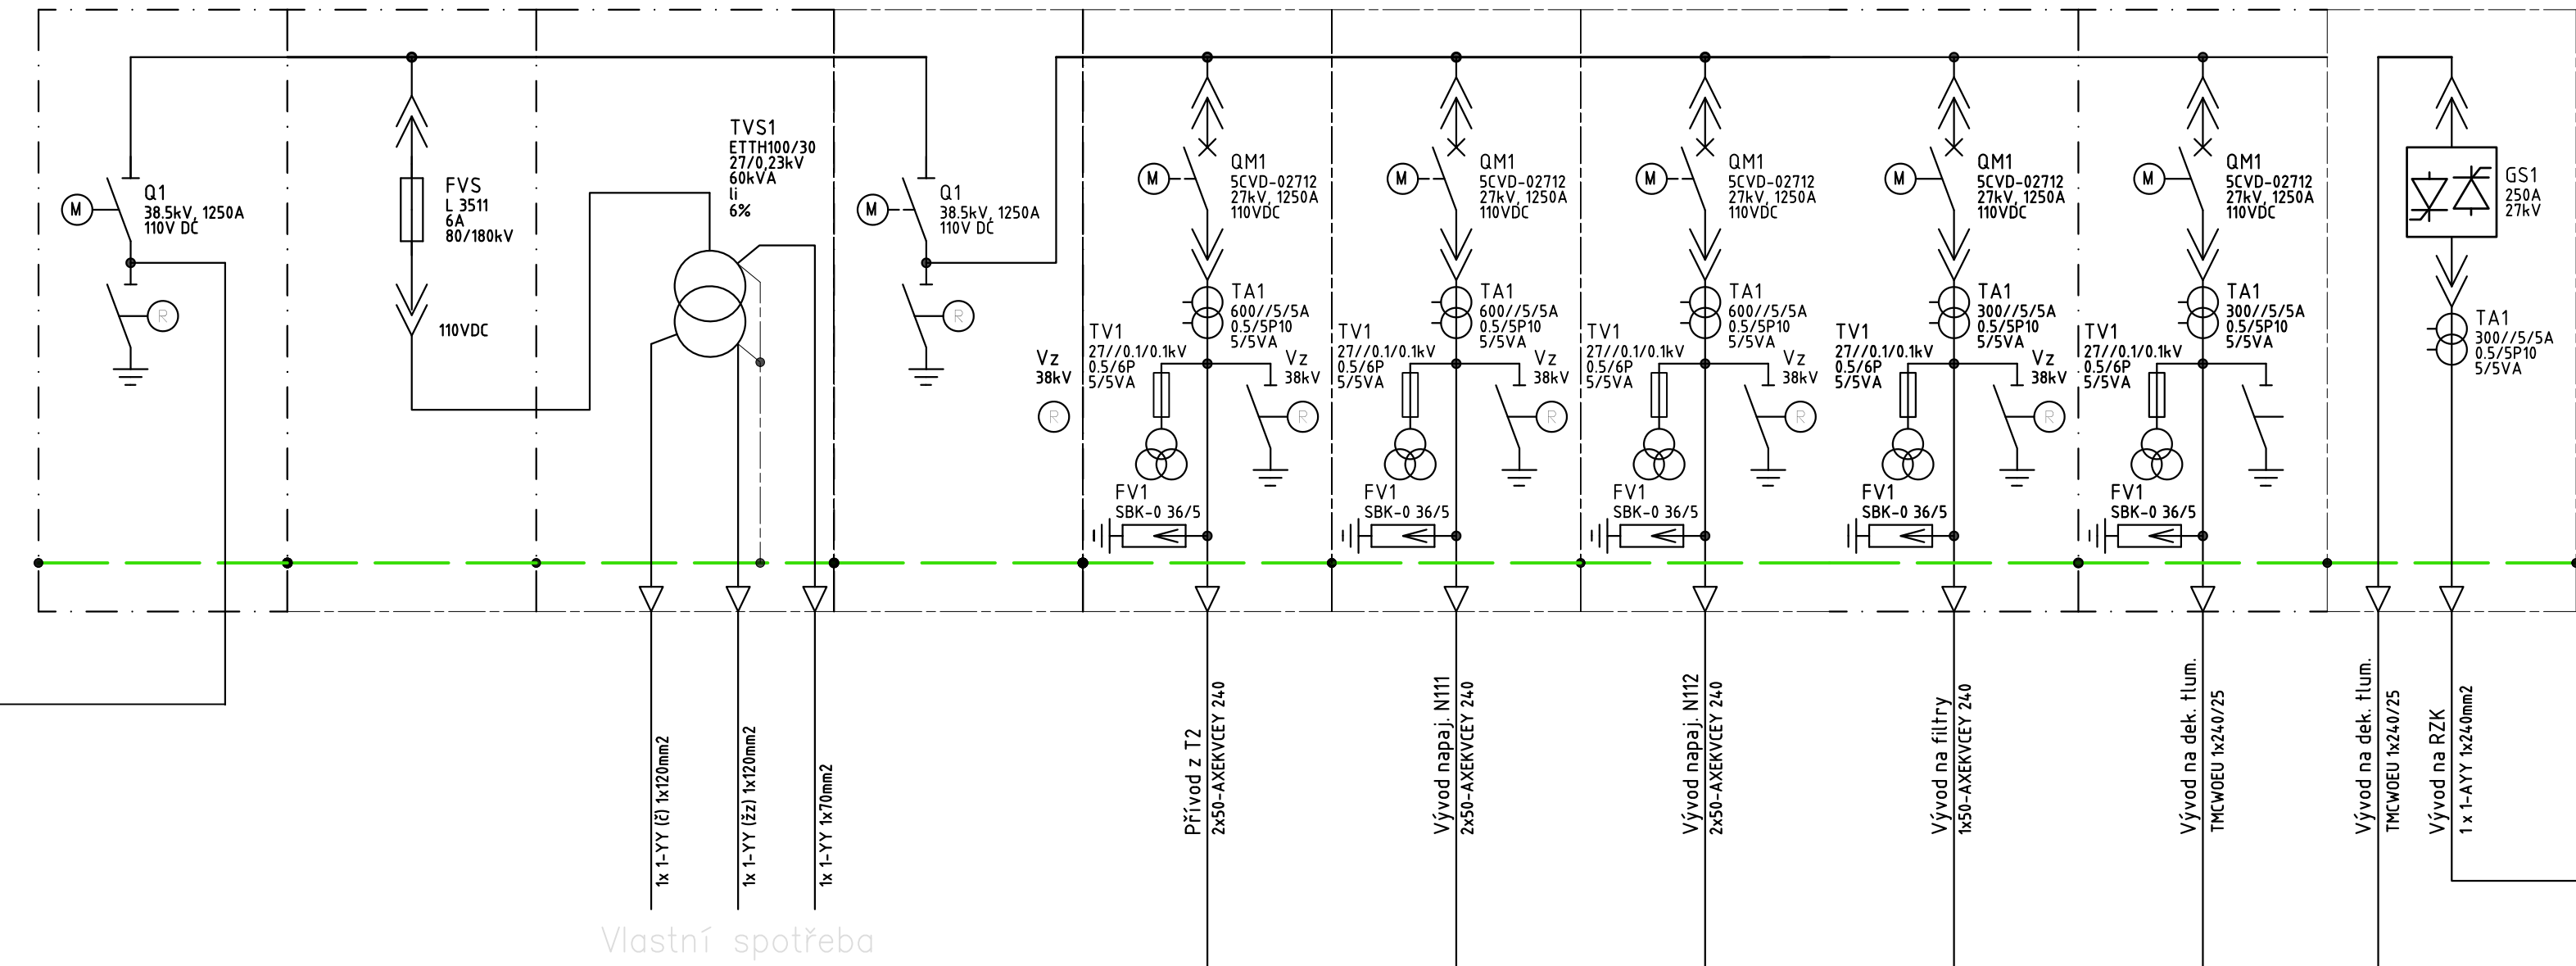 M
Q1
38.5kV, 1250A
110V DC
R
FVS
L 3511
6A
80/180kV
110VDC
TVS1
ETTH100/30
27/0,23kV
60kVA
li
6%
M
Q1
38.5kV, 1250A
110V DC
R
Vz
38kV
R
M
QM1
5CVD-02712
27kV, 1250A
110VDC
TA1
600//5/5A
0.5/5P10
5/5VA
TV1
27//0.1/0.1kV
0.5/6P
5/5VA
Vz
38kV
R
FV1
SBK-0 36/5
M
QM1
5CVD-02712
27kV, 1250A
110VDC
TA1
600//5/5A
0.5/5P10
5/5VA
TV1
27//0.1/0.1kV
0.5/6P
5/5VA
Vz
38kV
R
FV1
SBK-0 36/5
M
QM1
5CVD-02712
27kV, 1250A
110VDC
TA1
600//5/5A
0.5/5P10
5/5VA
TV1
27//0.1/0.1kV
0.5/6P
5/5VA
Vz
38kV
R
FV1
SBK-0 36/5
M
QM1
5CVD-02712
27kV, 1250A
110VDC
TA1
300//5/5A
0.5/5P10
5/5VA
TV1
27//0.1/0.1kV
0.5/6P
5/5VA
Vz
38kV
R
FV1
SBK-0 36/5
M
QM1
5CVD-02712
27kV, 1250A
110VDC
TA1
300//5/5A
0.5/5P10
5/5VA
TV1
27//0.1/0.1kV
0.5/6P
5/5VA
FV1
SBK-0 36/5
GS1
250A
27kV
TA1
300//5/5A
0.5/5P10
5/5VA
1x 1-YY (č) 1x120mm2
1x 1-YY (žz) 1x120mm2
1x 1-YY 1x70mm2
Vlastní spotřeba
Přívod z T2
2x50-AXEKVCEY 240
Vývod napaj. N111
2x50-AXEKVCEY 240
Vývod napaj. N112
2x50-AXEKVCEY 240
Vývod na filtry
1x50-AXEKVCEY 240
Vývod na dek. tlum.
TMCWOEU 1x240/25
Vývod na dek. tlum.
TMCWOEU 1x240/25
Vývod na RZK
1 x 1-AYY 1x240mm2